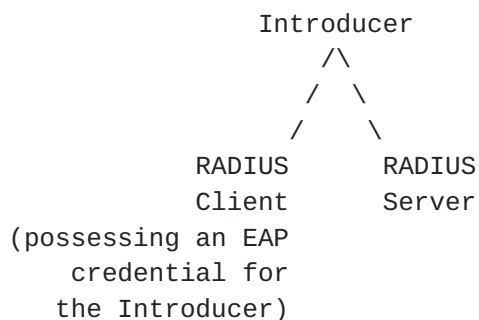 Introducer
/\
/ \
/ \
RADIUS RADIUS
Client Server
(possessing an EAP
credential for
the Introducer)